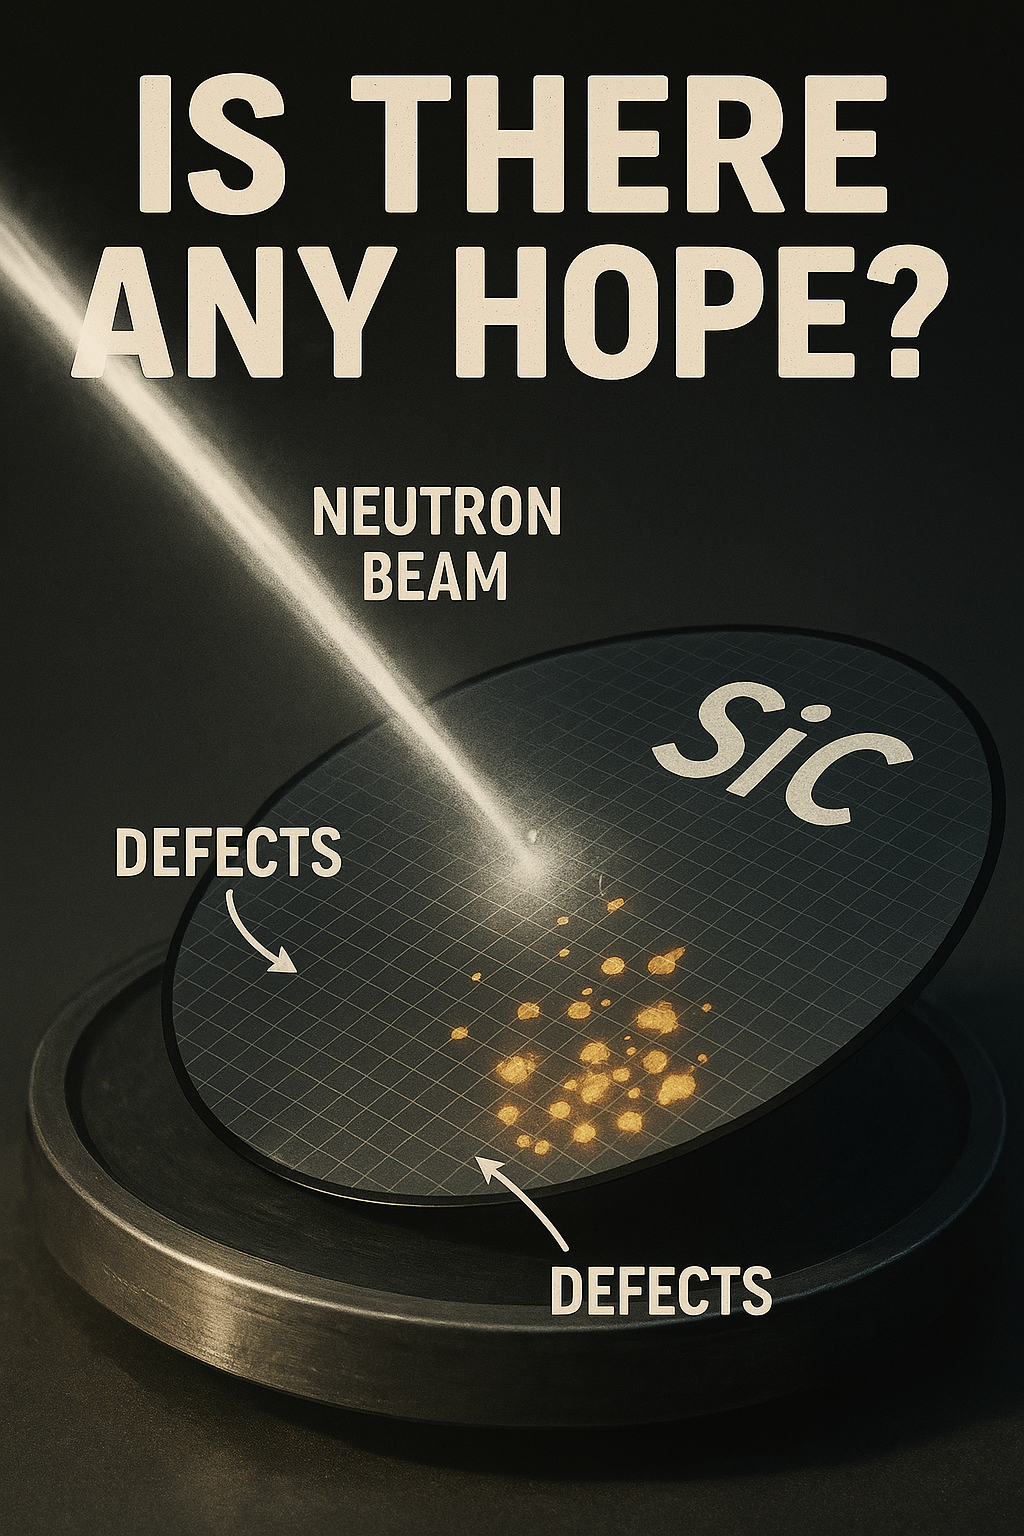 IS THERE
ANY HOPE?
NEUTRON
BEAM
SiC
DEFECTS
DEFECTS